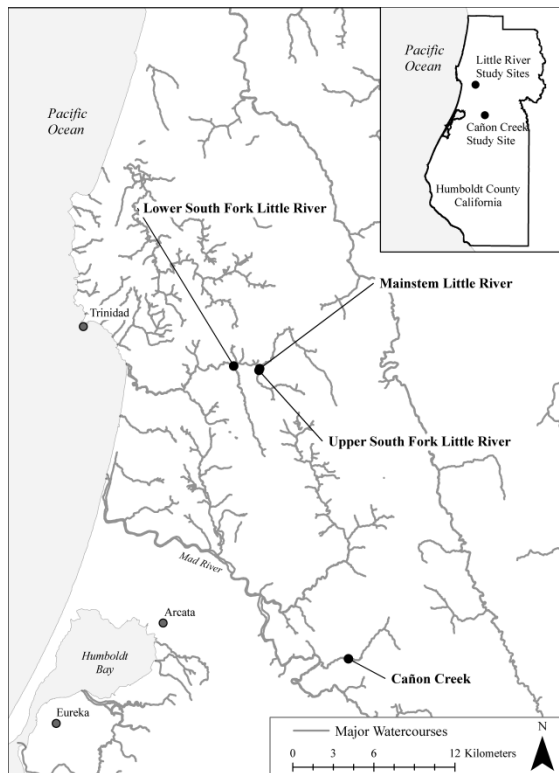 Pacific
Ocean
Pacific
Ocean
Little River
Study Sites
Cañon Creek
Study Site
Humboldt County
California
Lower South Fork Little River
Mainstem Little River
Trinidad
Upper South Fork Little River
Mad River
Arcata
Humboldt
Bay
Cañon Creek
Eureka
Major Watercourses
N
0 3 6 12 Kilometers